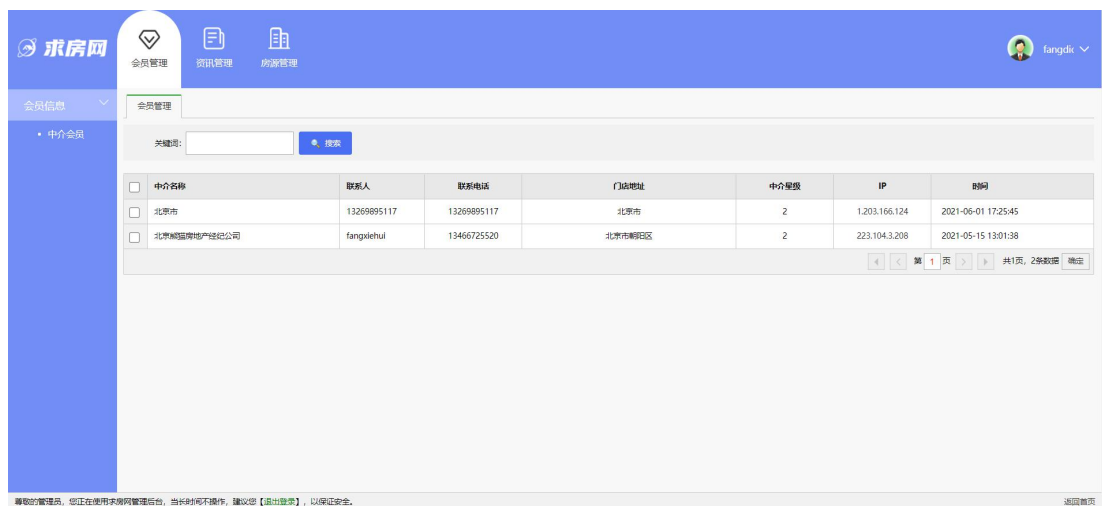 求房网
会员管理 资讯管理 房源管理
fangdic
会员信息
• 中介会员
会员管理
关键词: 搜索
中介名称 联系人 联系电话 门店地址 中介星级 IP 时间
北京市 13269895117 13269895117 北京市 2 1.203.166.124 2021-06-01 17:25:45
北京熊猫房地产经纪公司 fangxiehui 13466725520 北京市朝阳区 2 223.104.3.208 2021-05-15 13:01:38
第 1 页 共1页, 2条数据 确定
尊敬的管理员, 您正在使用求房网管理后台, 当长时间不操作, 建议您【退出登录】, 以保证安全。 返回首页